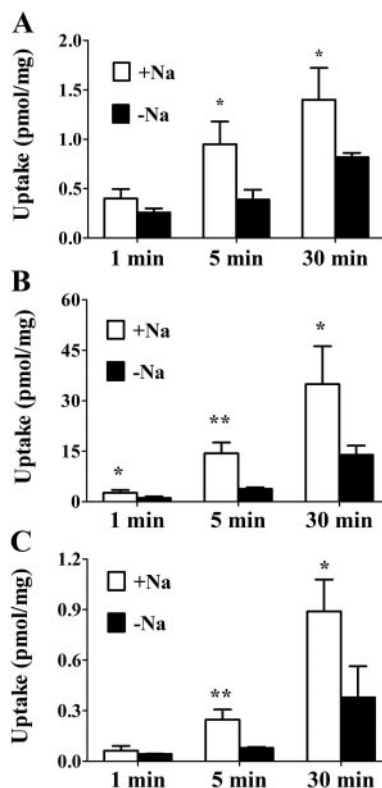 A
Uptake (pmol/mg)
2.0
1.5
1.0
0.5
0.0
+Na
-Na
*
*
1 min
5 min
30 min
B
Uptake (pmol/mg)
60
45
30
15
0
+Na
-Na
*
**
*
1 min
5 min
30 min
C
Uptake (pmol/mg)
1.2
0.9
0.6
0.3
0.0
+Na
-Na
**
*
1 min
5 min
30 min